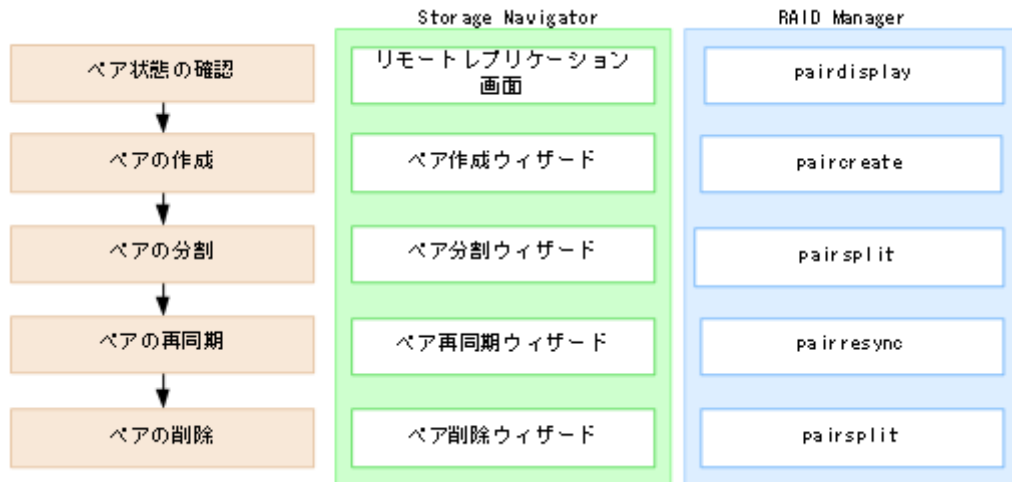 Storage Navigator
RAID Manager
ペア状態の確認
リモートレプリケーション
画面
pairdisplay
ペアの作成
ペア作成ウィザード
paircreate
ペアの分割
ペア分割ウィザード
pairsplit
ペアの再同期
ペア再同期ウィザード
pairresync
ペアの削除
ペア削除ウィザード
pairsplit